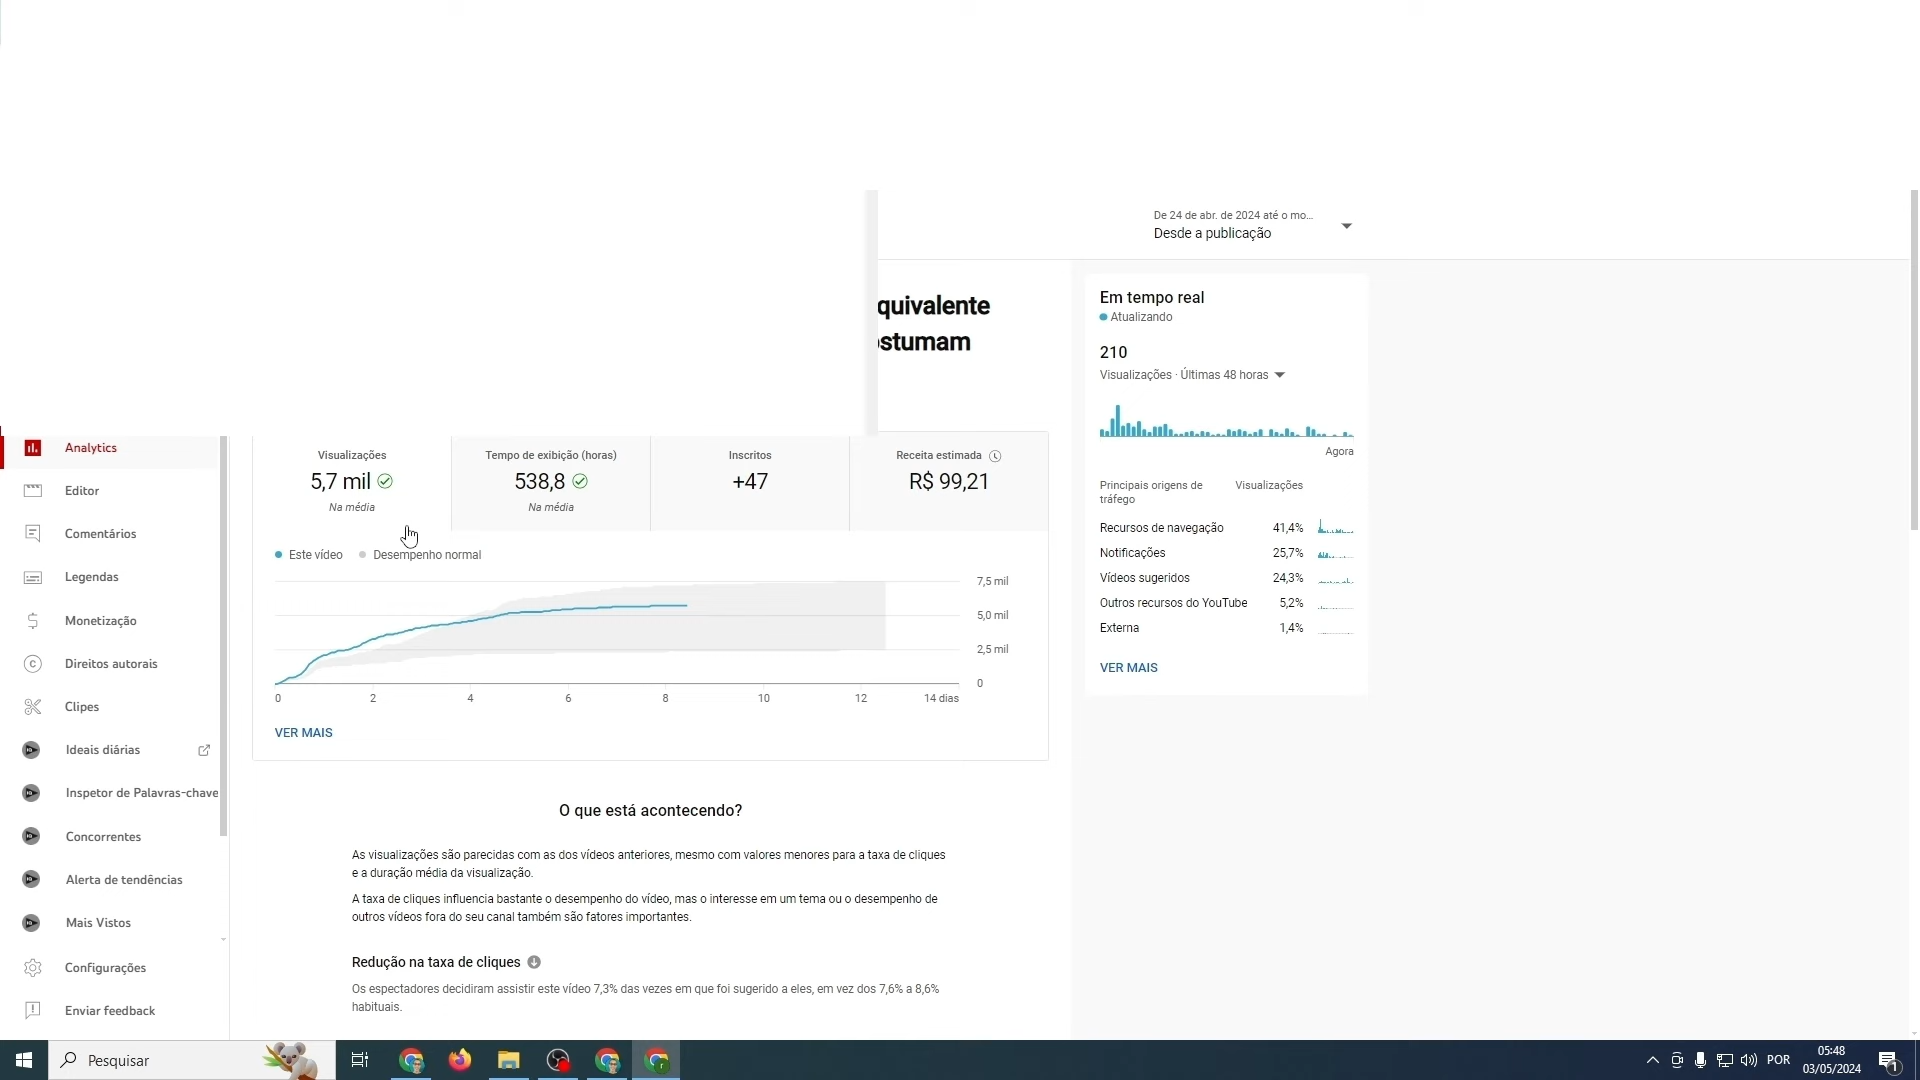 De 24 de abr. de 2024 até o mo...
Desde a publicação
quivalente
ostumam
Em tempo real
Atualizando
210
Visualizações · Últimas 48 horas
Agora
Principais origens de tráfego
Visualizações
Recursos de navegação 41,4%
Notificações 25,7%
Vídeos sugeridos 24,3%
Outros recursos do YouTube 5,2%
Externa 1,4%
VER MAIS
Analytics
Editor
Comentários
Legendas
Monetização
Direitos autorais
Clipes
Ideais diárias
Inspetor de Palavras-chave
Concorrentes
Alerta de tendências
Mais Vistos
Configurações
Enviar feedback
Visualizações
5,7 mil
Na média
Tempo de exibição (horas)
538,8
Na média
Inscritos
+47
Receita estimada
R$ 99,21
Este vídeo
Desempenho normal
7,5 mil
5,0 mil
2,5 mil
0
0 2 4 6 8 10 12 14 dias
VER MAIS
O que está acontecendo?
As visualizações são parecidas com as dos vídeos anteriores, mesmo com valores menores para a taxa de cliques
e a duração média da visualização.
A taxa de cliques influencia bastante o desempenho do vídeo, mas o interesse em um tema ou o desempenho de
outros vídeos fora do seu canal também são fatores importantes.
Redução na taxa de cliques
Os espectadores decidiram assistir este vídeo 7,3% das vezes em que foi sugerido a eles, em vez dos 7,6% a 8,6%
habituais.
Pesquisar
POR
05:48
03/05/2024
1